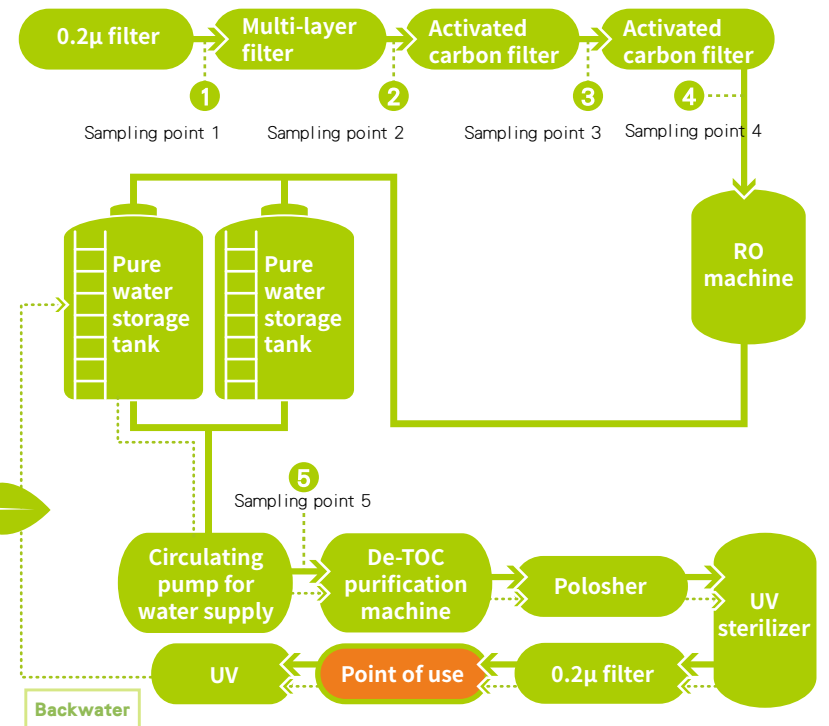 0.2μ filter
Multi-layer
filter
Activated
carbon filter
Activated
carbon filter
1
2
3
4
Sampling point 1
Sampling point 2
Sampling point 3
Sampling point 4
RO
machine
Pure
water
storage
tank
Pure
water
storage
tank
5
Sampling point 5
Circulating
pump for
water supply
De-TOC
purification
machine
Polosher
UV
sterilizer
UV
Point of use
0.2μ filter
Backwater